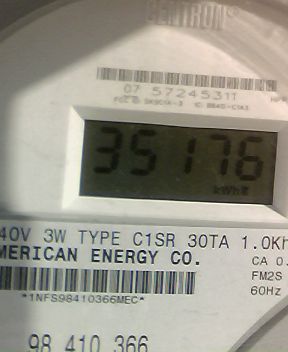 CENTRON®
07 57245311
35176
kWh
40V 3W TYPE C1SR 30TA 1.0Kh
MERICAN ENERGY CO.
CA 0.
FM2S
60Hz
*1NFS98410366MEC*
98 410 366